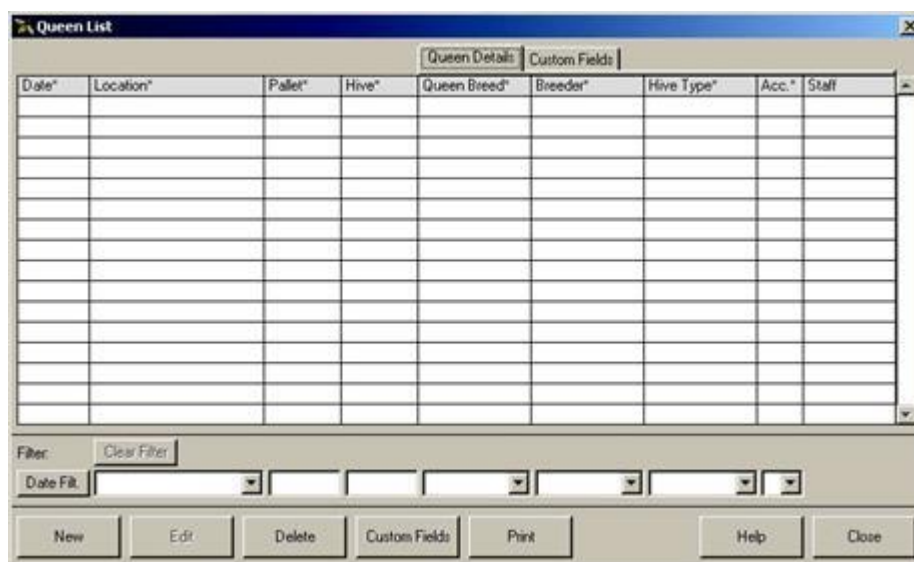 Queen List
Queen Details Custom Fields
Date* Location* Pallet* Hive* Queen Breed* Breeder* Hive Type* Acc.* Staff
Filter: Clear Filter
Date Filt.
New Edit Delete Custom Fields Print Help Close